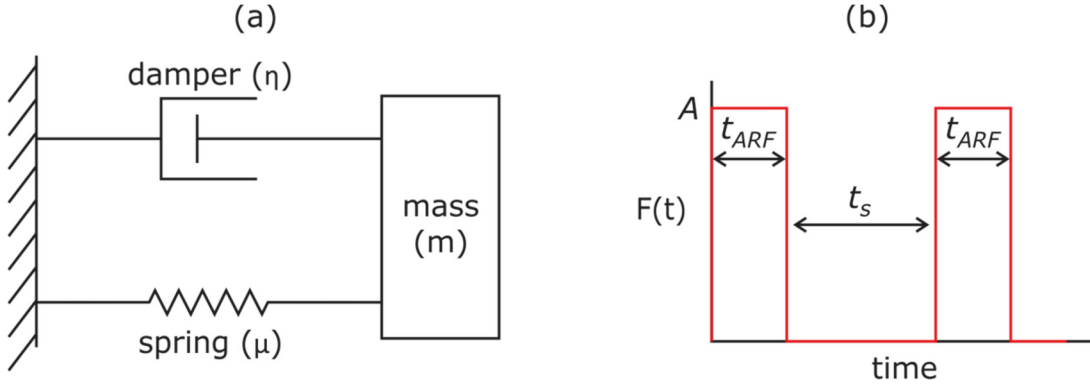 (a)
damper (η)
mass
(m)
spring (μ)
(b)
A
t_ARF
t_ARF
F(t)
t_s
time